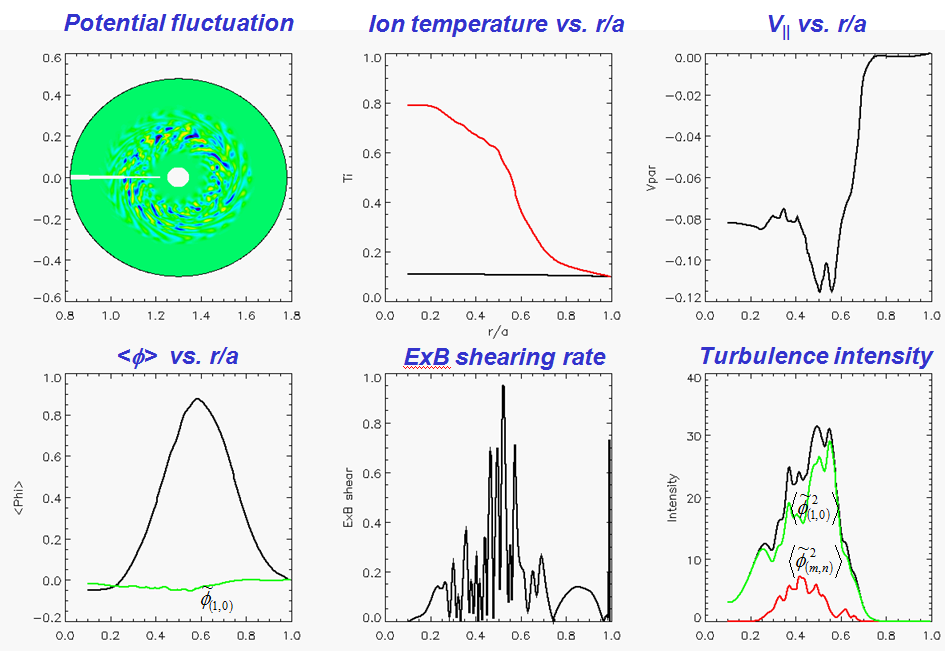 Potential fluctuation
Ion temperature vs. r/a
V|| vs. r/a
0.6
0.4
0.2
0.0
−0.2
−0.4
−0.6
0.8 1.0 1.2 1.4 1.6 1.8
Ti
1.0
0.8
0.6
0.4
0.2
0.0
0.0 0.2 0.4 0.6 0.8 1.0
r/a
Vpar
0.00
−0.02
−0.04
−0.06
−0.08
−0.10
−0.12
0.0 0.2 0.4 0.6 0.8 1.0
<ϕ> vs. r/a
ExB shearing rate
Turbulence intensity
<Phi>
1.0
0.8
0.6
0.4
0.2
0.0
−0.2
0.0 0.2 0.4 0.6 0.8 1.0
ϕ̃(1,0)
ExB shear
1.0
0.8
0.6
0.4
0.2
0.0
0.0 0.2 0.4 0.6 0.8 1.0
Intensity
40
30
20
10
0
0.0 0.2 0.4 0.6 0.8 1.0
⟨ϕ̃²(1,0)⟩
⟨ϕ̃²(m,n)⟩